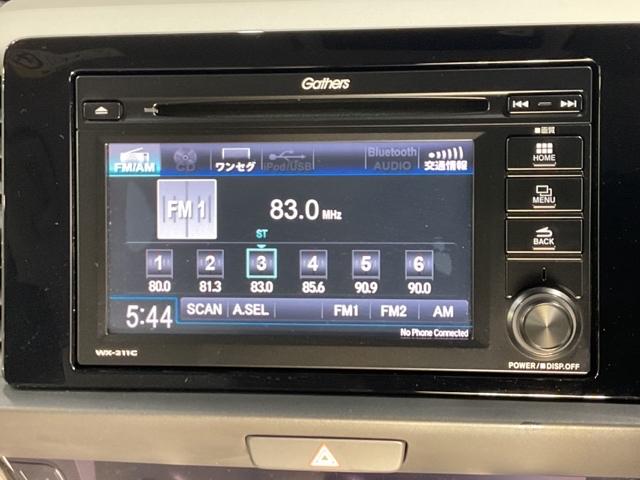 Gathers
■画質
HOME
MENU
BACK
FM/AM CD ワンセグ iPod/USB Bluetooth AUDIO 交通情報
FM 1
83.0 MHz
ST
1 2 3 4 5 6
80.0 81.3 83.0 85.6 90.9 90.0
5:44 SCAN A.SEL FM1 FM2 AM
No Phone Connected
WX-211C
POWER/■DISP.OFF